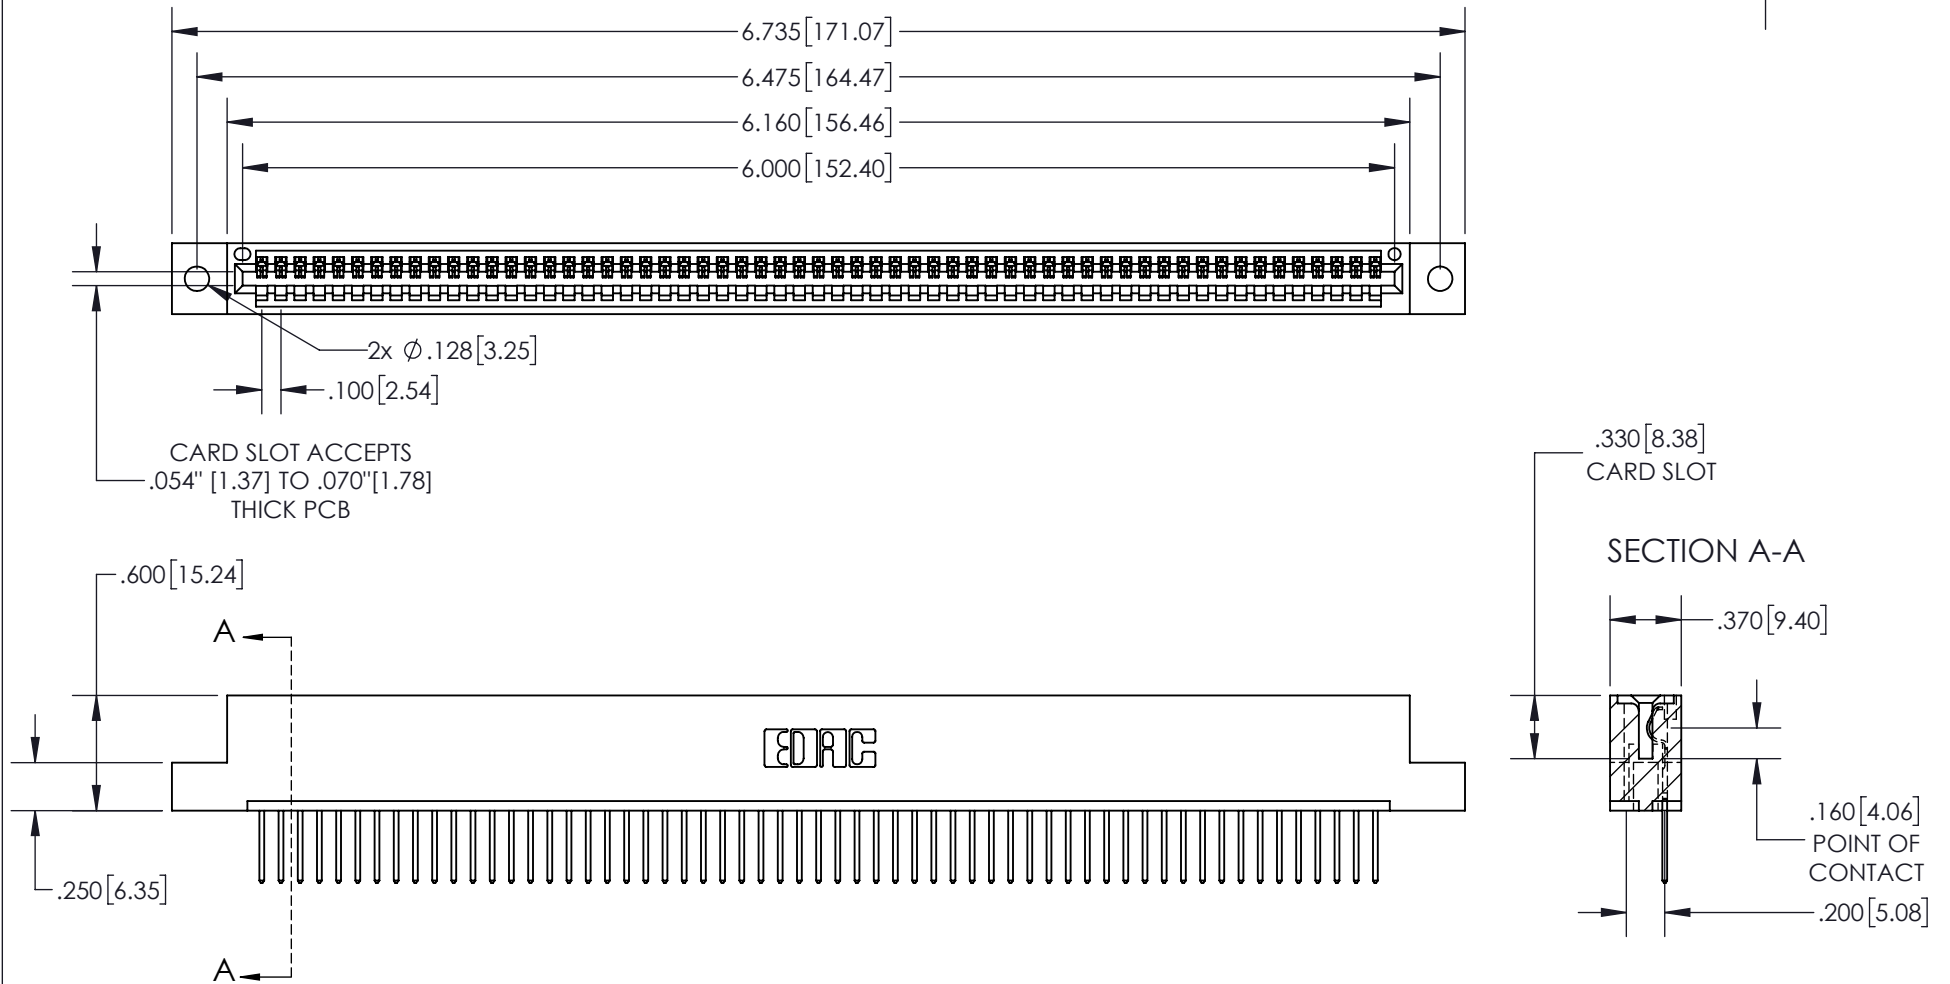 6.735[171.07]
6.475[164.47]
6.160[156.46]
6.000[152.40]
2x Ø.128[3.25]
.100[2.54]
CARD SLOT ACCEPTS
.054" [1.37] TO .070"[1.78]
THICK PCB
.330[8.38]
CARD SLOT
SECTION A-A
.600[15.24]
.370[9.40]
A
EDAC
.160[4.06]
POINT OF
CONTACT
.250[6.35]
.200[5.08]
A